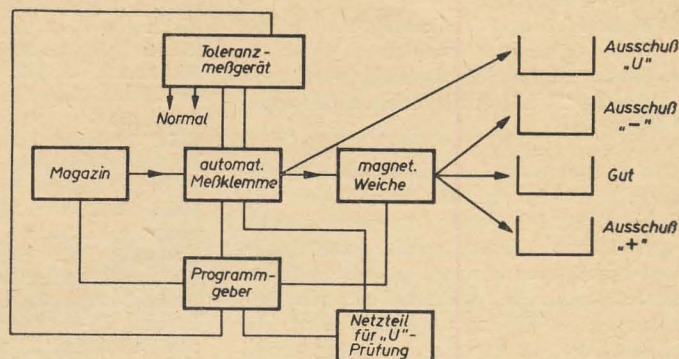 Toleranz-
meßgerät
Normal
Magazin
automat.
Meßklemme
magnet.
Weiche
Programm-
geber
Netzteil
für „U"-
Prüfung
Ausschuß
„U"
Ausschuß
„–"
Gut
Ausschuß
„+"